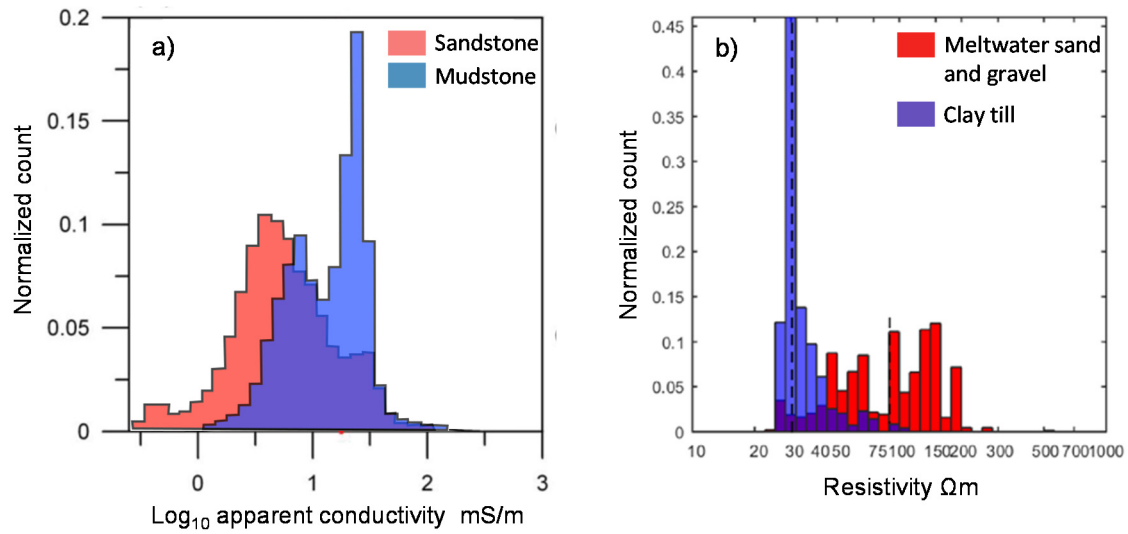 a)
Sandstone
Mudstone
0.2
0.15
0.1
0.05
0
Normalized count
0 1 2 3
Log10 apparent conductivity mS/m
b)
Meltwater sand
and gravel
Clay till
0.45
0.4
0.35
0.3
0.25
0.2
0.15
0.1
0.05
0
Normalized count
10 20 30 40 50 75 100 150 200 300 500 700 1000
Resistivity Ωm